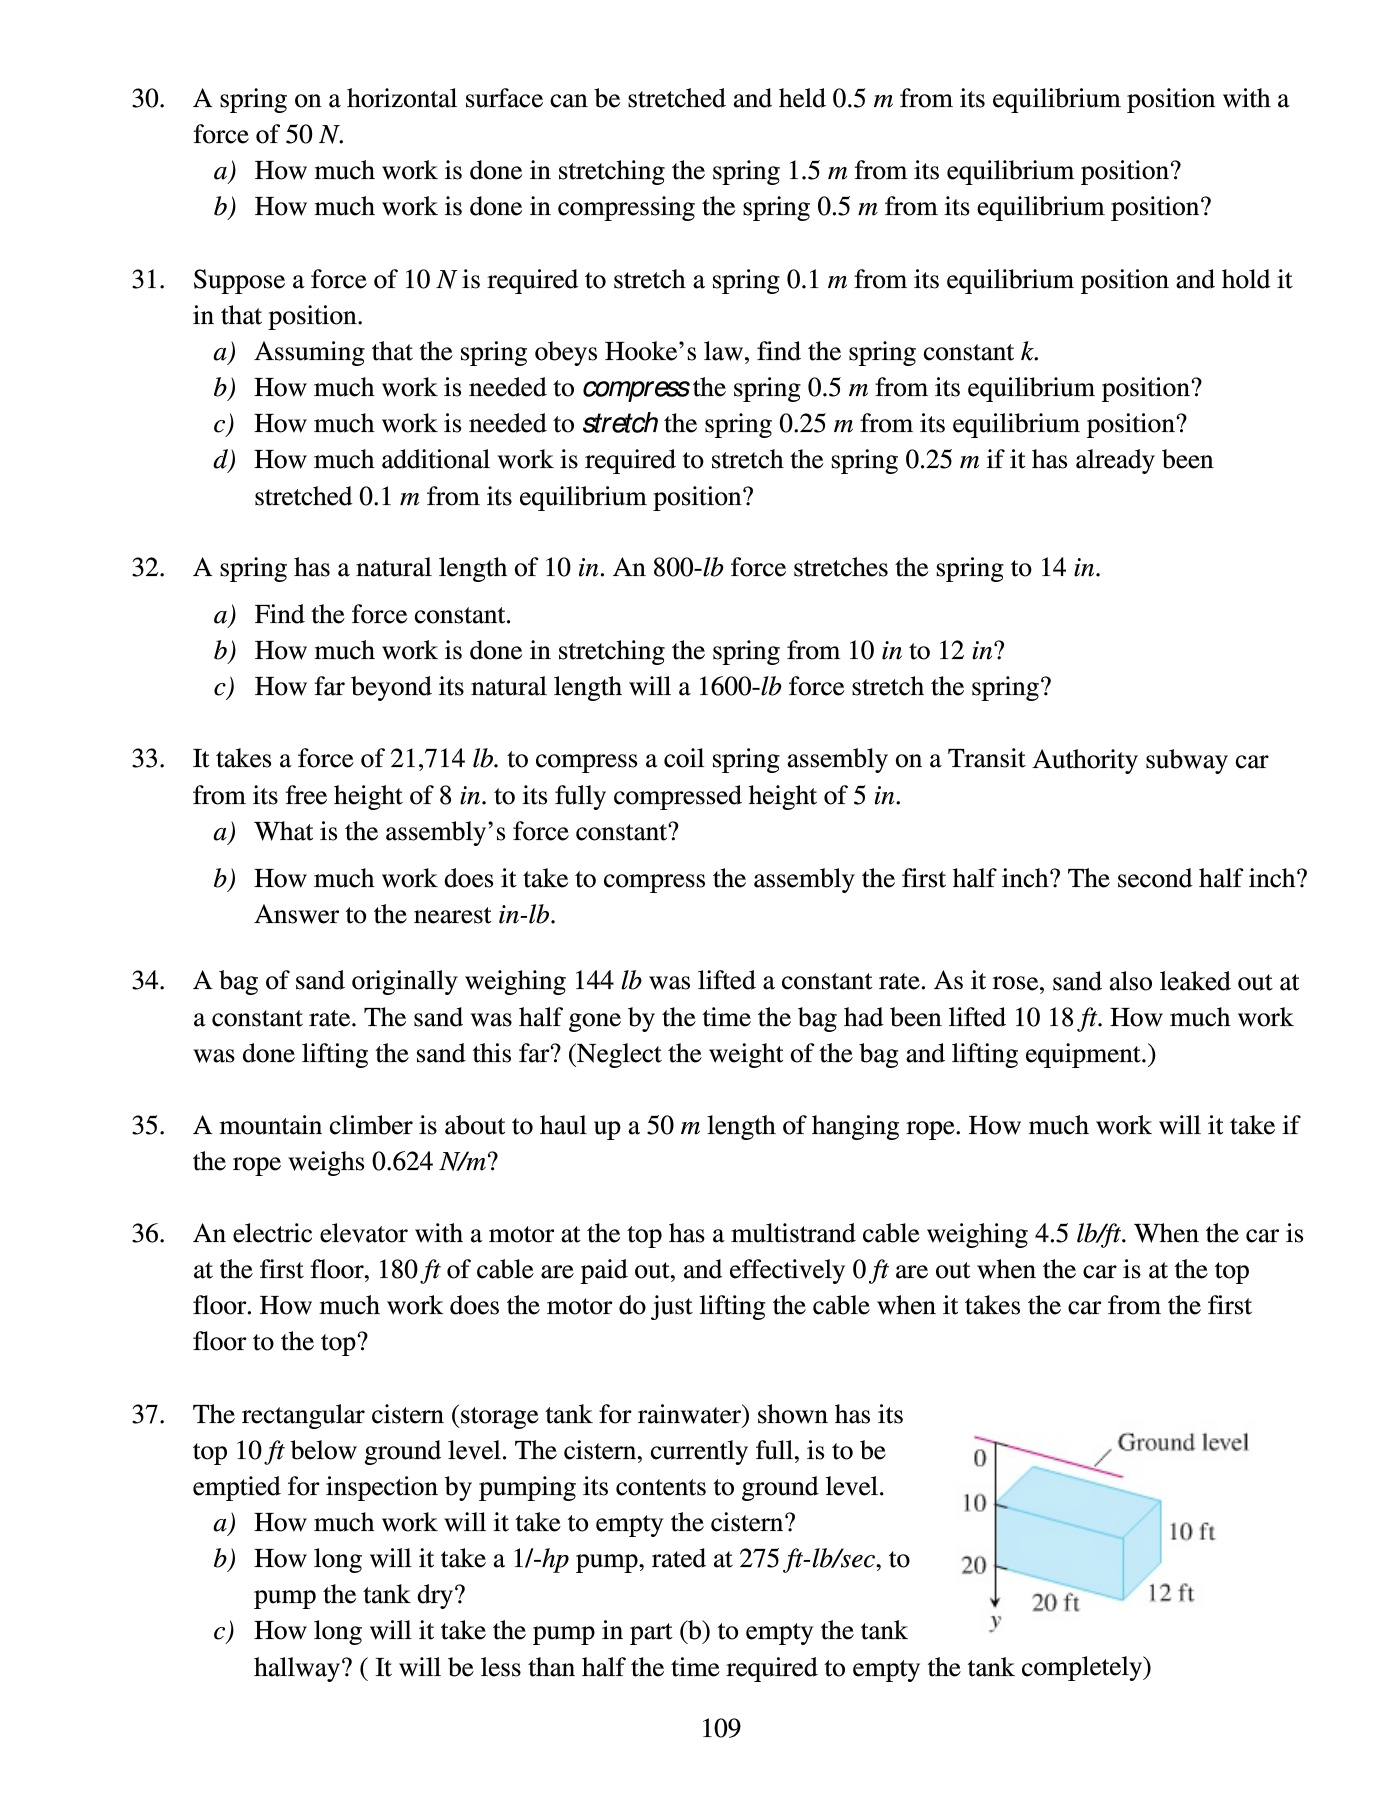 30. A spring on a horizontal surface can be stretched and held 0.5 m from its equilibrium position with a
force of 50 N.
a) How much work is done in stretching the spring 1.5 m from its equilibrium position?
b) How much work is done in compressing the spring 0.5 m from its equilibrium position?
31. Suppose a force of 10 N is required to stretch a spring 0.1 m from its equilibrium position and hold it
in that position.
a) Assuming that the spring obeys Hooke’s law, find the spring constant k.
b) How much work is needed to compress the spring 0.5 m from its equilibrium position?
c) How much work is needed to stretch the spring 0.25 m from its equilibrium position?
d) How much additional work is required to stretch the spring 0.25 m if it has already been
stretched 0.1 m from its equilibrium position?
32. A spring has a natural length of 10 in. An 800-lb force stretches the spring to 14 in.
a) Find the force constant.
b) How much work is done in stretching the spring from 10 in to 12 in?
c) How far beyond its natural length will a 1600-lb force stretch the spring?
33. It takes a force of 21,714 lb. to compress a coil spring assembly on a Transit Authority subway car
from its free height of 8 in. to its fully compressed height of 5 in.
a) What is the assembly’s force constant?
b) How much work does it take to compress the assembly the first half inch? The second half inch?
Answer to the nearest in-lb.
34. A bag of sand originally weighing 144 lb was lifted a constant rate. As it rose, sand also leaked out at
a constant rate. The sand was half gone by the time the bag had been lifted 10 18 ft. How much work
was done lifting the sand this far? (Neglect the weight of the bag and lifting equipment.)
35. A mountain climber is about to haul up a 50 m length of hanging rope. How much work will it take if
the rope weighs 0.624 N/m?
36. An electric elevator with a motor at the top has a multistrand cable weighing 4.5 lb/ft. When the car is
at the first floor, 180 ft of cable are paid out, and effectively 0 ft are out when the car is at the top
floor. How much work does the motor do just lifting the cable when it takes the car from the first
floor to the top?
37. The rectangular cistern (storage tank for rainwater) shown has its
top 10 ft below ground level. The cistern, currently full, is to be
emptied for inspection by pumping its contents to ground level.
a) How much work will it take to empty the cistern?
b) How long will it take a 1/-hp pump, rated at 275 ft-lb/sec, to
pump the tank dry?
c) How long will it take the pump in part (b) to empty the tank
hallway? ( It will be less than half the time required to empty the tank completely)
Ground level
0
10
10 ft
20
12 ft
20 ft
y
109